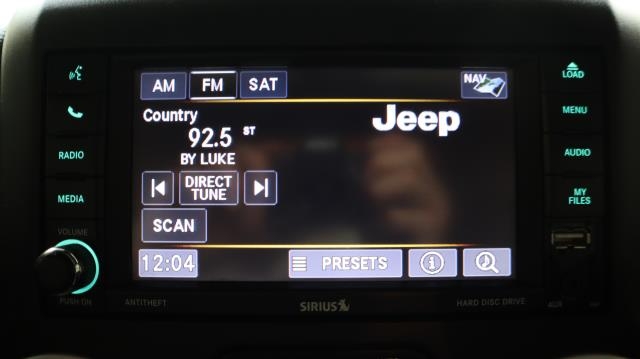 LOAD
AM FM SAT NAV
MENU
Country
Jeep
92.5 ST
BY LUKE
RADIO
AUDIO
DIRECT
TUNE
MEDIA
MY
FILES
SCAN
VOLUME
12:04 PRESETS
PUSH ON
ANTITHEFT SIRIUS HARD DISC DRIVE